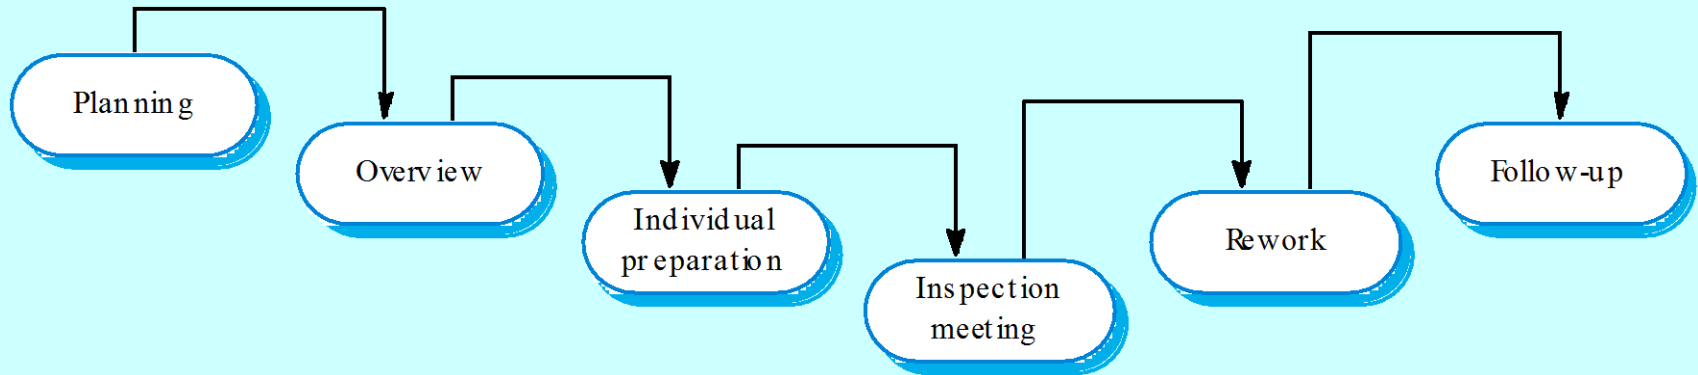 Planning
Overview
Individual
preparation
Inspection
meeting
Rework
Follow-up